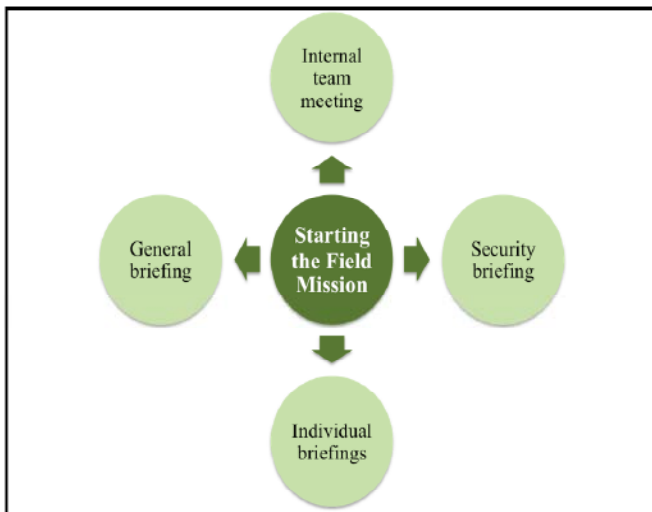 Internal
team
meeting
General
briefing
Starting
the Field
Mission
Security
briefing
Individual
briefings